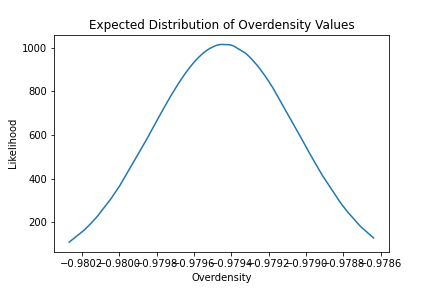 Expected Distribution of Overdensity Values
1000
800
600
400
200
Likelihood
−0.9802 −0.9800 −0.9798 −0.9796 −0.9794 −0.9792 −0.9790 −0.9788 −0.9786
Overdensity